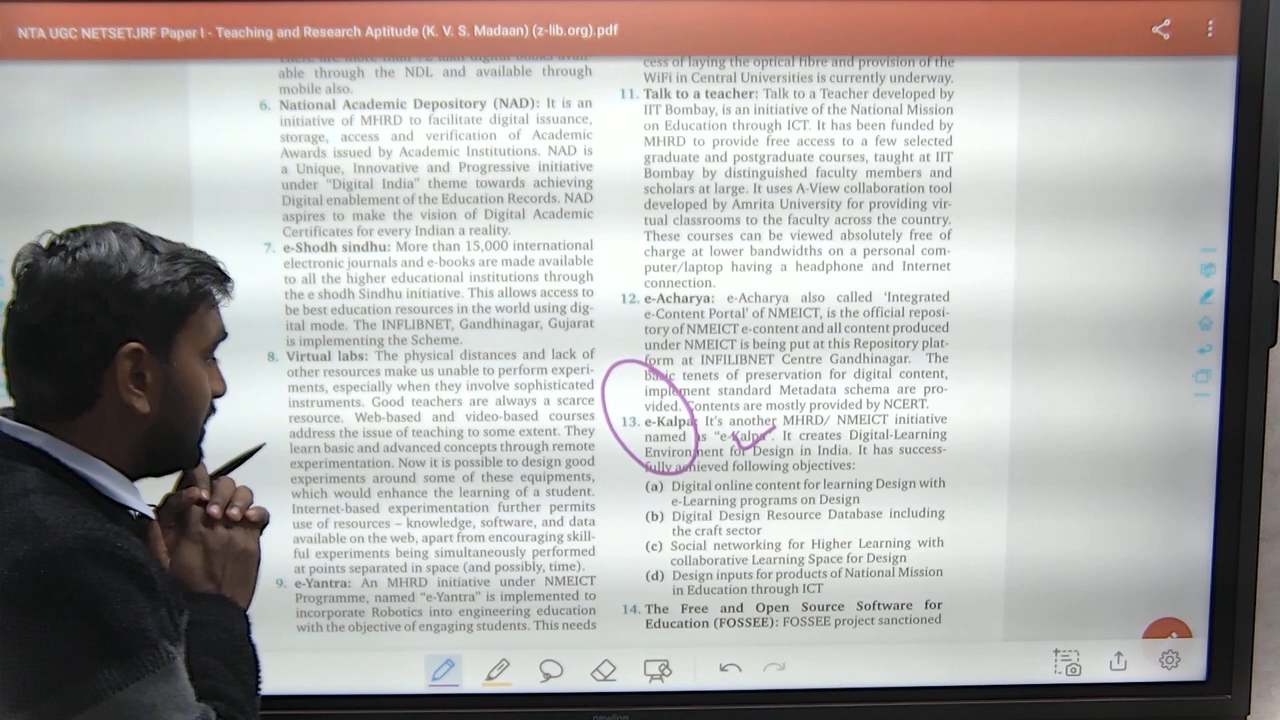 NTA UGC NETSETJRF Paper I - Teaching and Research Aptitude (K. V. S. Madaan) (z-lib.org).pdf
able through the NDL and available through
mobile also.
6. National Academic Depository (NAD): It is an
initiative of MHRD to facilitate digital issuance,
storage, access and verification of Academic
Awards issued by Academic Institutions. NAD is
a Unique, Innovative and Progressive initiative
under "Digital India" theme towards achieving
Digital enablement of the Education Records. NAD
aspires to make the vision of Digital Academic
Certificates for every Indian a reality.
7. e-Shodh sindhu: More than 15,000 international
electronic journals and e-books are made available
to all the higher educational institutions through
the e shodh Sindhu initiative. This allows access to
be best education resources in the world using dig-
ital mode. The INFLIBNET, Gandhinagar, Gujarat
is implementing the Scheme.
8. Virtual labs: The physical distances and lack of
other resources make us unable to perform experi-
ments, especially when they involve sophisticated
instruments. Good teachers are always a scarce
resource. Web-based and video-based courses
address the issue of teaching to some extent. They
learn basic and advanced concepts through remote
experimentation. Now it is possible to design good
experiments around some of these equipments,
which would enhance the learning of a student.
Internet-based experimentation further permits
use of resources – knowledge, software, and data
available on the web, apart from encouraging skill-
ful experiments being simultaneously performed
at points separated in space (and possibly, time).
9. e-Yantra: An MHRD initiative under NMEICT
Programme, named "e-Yantra" is implemented to
incorporate Robotics into engineering education
with the objective of engaging students. This needs
cess of laying the optical fibre and provision of the
WiFi in Central Universities is currently underway.
11. Talk to a teacher: Talk to a Teacher developed by
IIT Bombay, is an initiative of the National Mission
on Education through ICT. It has been funded by
MHRD to provide free access to a few selected
graduate and postgraduate courses, taught at IIT
Bombay by distinguished faculty members and
scholars at large. It uses A-View collaboration tool
developed by Amrita University for providing vir-
tual classrooms to the faculty across the country.
These courses can be viewed absolutely free of
charge at lower bandwidths on a personal com-
puter/laptop having a headphone and Internet
connection.
12. e-Acharya: e-Acharya also called 'Integrated
e-Content Portal' of NMEICT, is the official reposi-
tory of NMEICT e-content and all content produced
under NMEICT is being put at this Repository plat-
form at INFILIBNET Centre Gandhinagar. The
basic tenets of preservation for digital content,
implement standard Metadata schema are pro-
vided. Contents are mostly provided by NCERT.
13. e-Kalpa: It's another MHRD/ NMEICT initiative
named as "e-Kalpa". It creates Digital-Learning
Environment for Design in India. It has success-
fully achieved following objectives:
(a) Digital online content for learning Design with
e-Learning programs on Design
(b) Digital Design Resource Database including
the craft sector
(c) Social networking for Higher Learning with
collaborative Learning Space for Design
(d) Design inputs for products of National Mission
in Education through ICT
14. The Free and Open Source Software for
Education (FOSSEE): FOSSEE project sanctioned